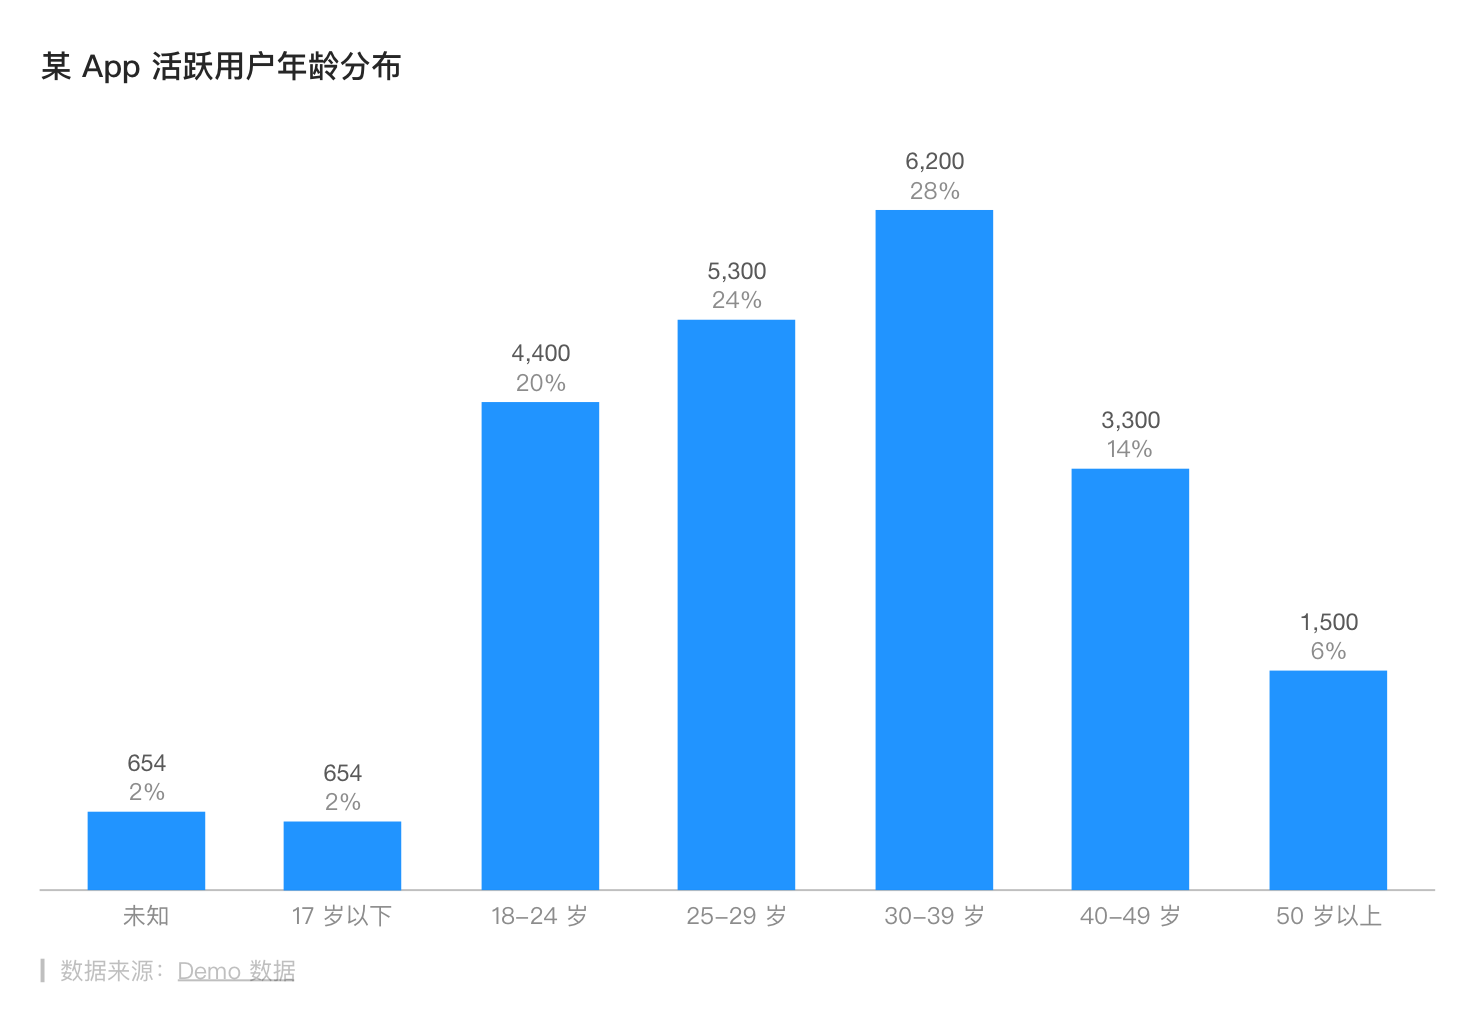 某 App 活跃用户年龄分布
6,200
28%
5,300
24%
4,400
20%
3,300
14%
1,500
6%
654
2%
654
2%
未知
17 岁以下
18–24 岁
25–29 岁
30–39 岁
40–49 岁
50 岁以上
数据来源：Demo 数据